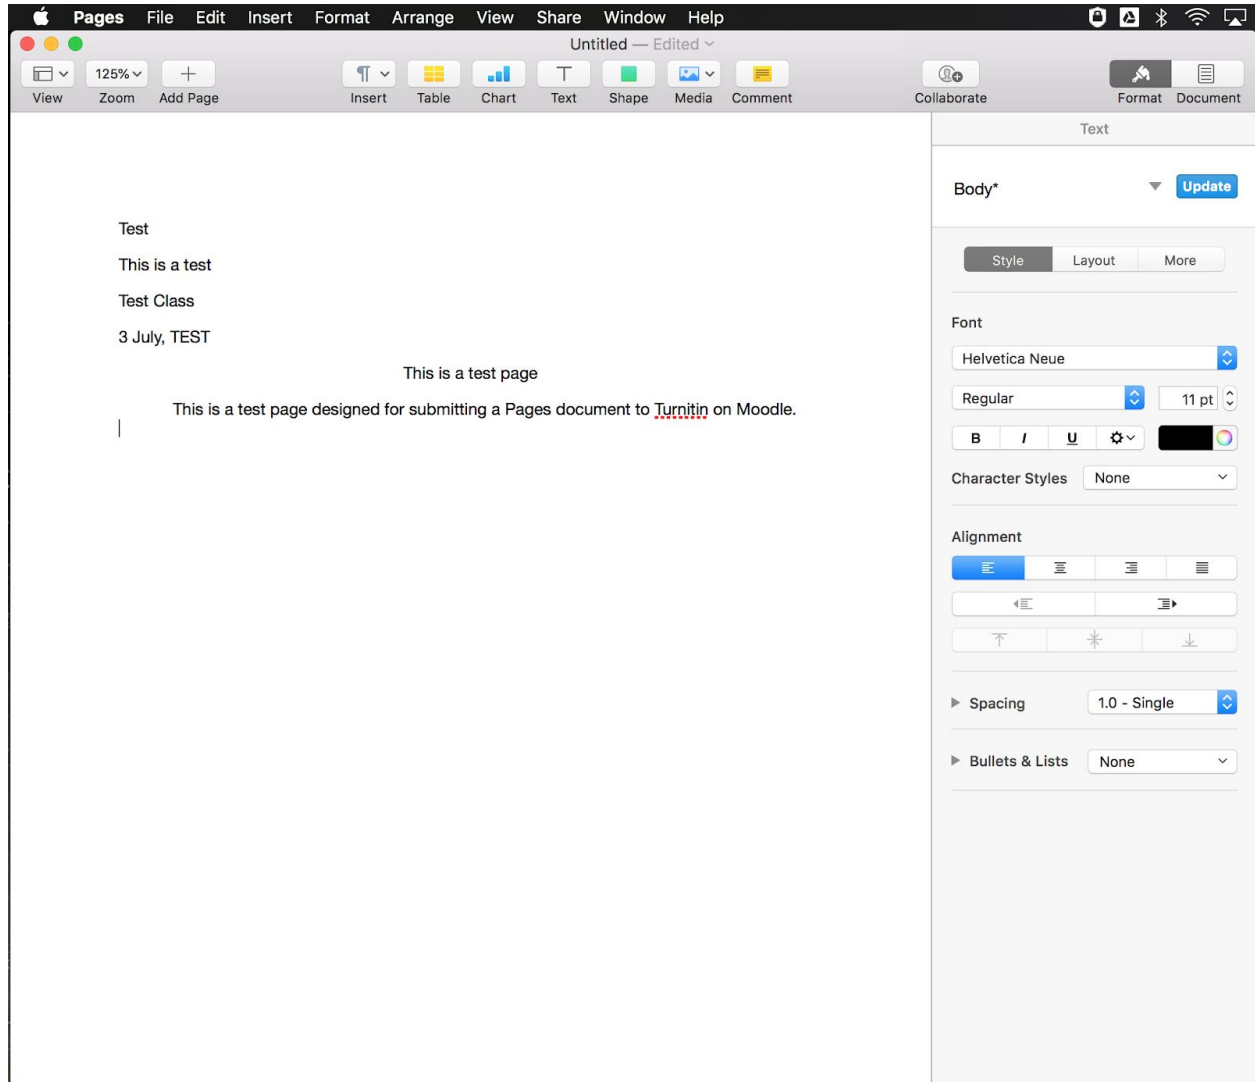 Pages File Edit Insert Format Arrange View Share Window Help
Untitled — Edited
125%
View Zoom Add Page Insert Table Chart Text Shape Media Comment Collaborate Format Document
Text
Body* Update
Style Layout More
Font
Helvetica Neue
Regular 11 pt
B I U
Character Styles None
Alignment
Spacing 1.0 - Single
Bullets & Lists None
Test
This is a test
Test Class
3 July, TEST
This is a test page
This is a test page designed for submitting a Pages document to Turnitin on Moodle.